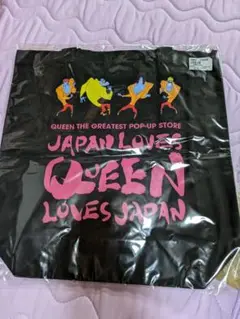 QUEEN THE GREATEST POP-UP STORE
JAPAN LOVES
QUEEN
LOVES JAPAN